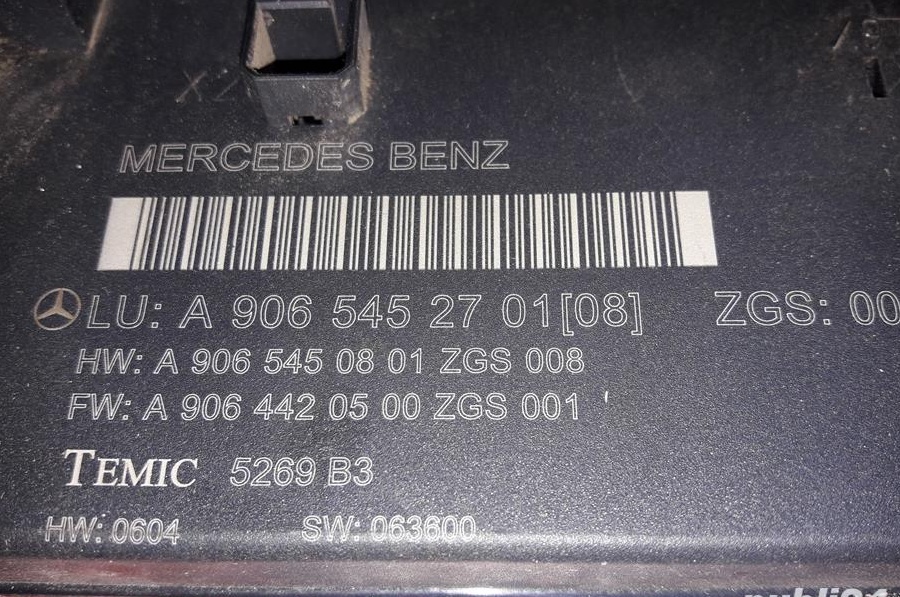 MERCEDES BENZ
LU: A 906 545 27 01[08] ZGS: 00
HW: A 906 545 08 01 ZGS 008
FW: A 906 442 05 00 ZGS 001
TEMIC 5269 B3
HW: 0604 SW: 063600